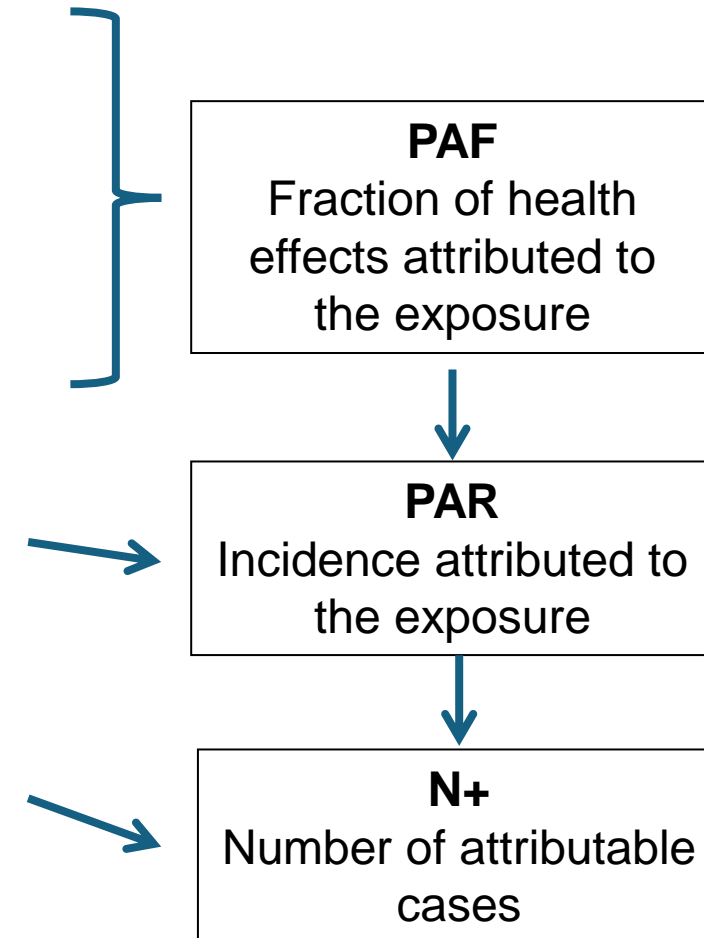 PAF
Fraction of health
effects attributed to
the exposure
PAR
Incidence attributed to
the exposure
N+
Number of attributable
cases